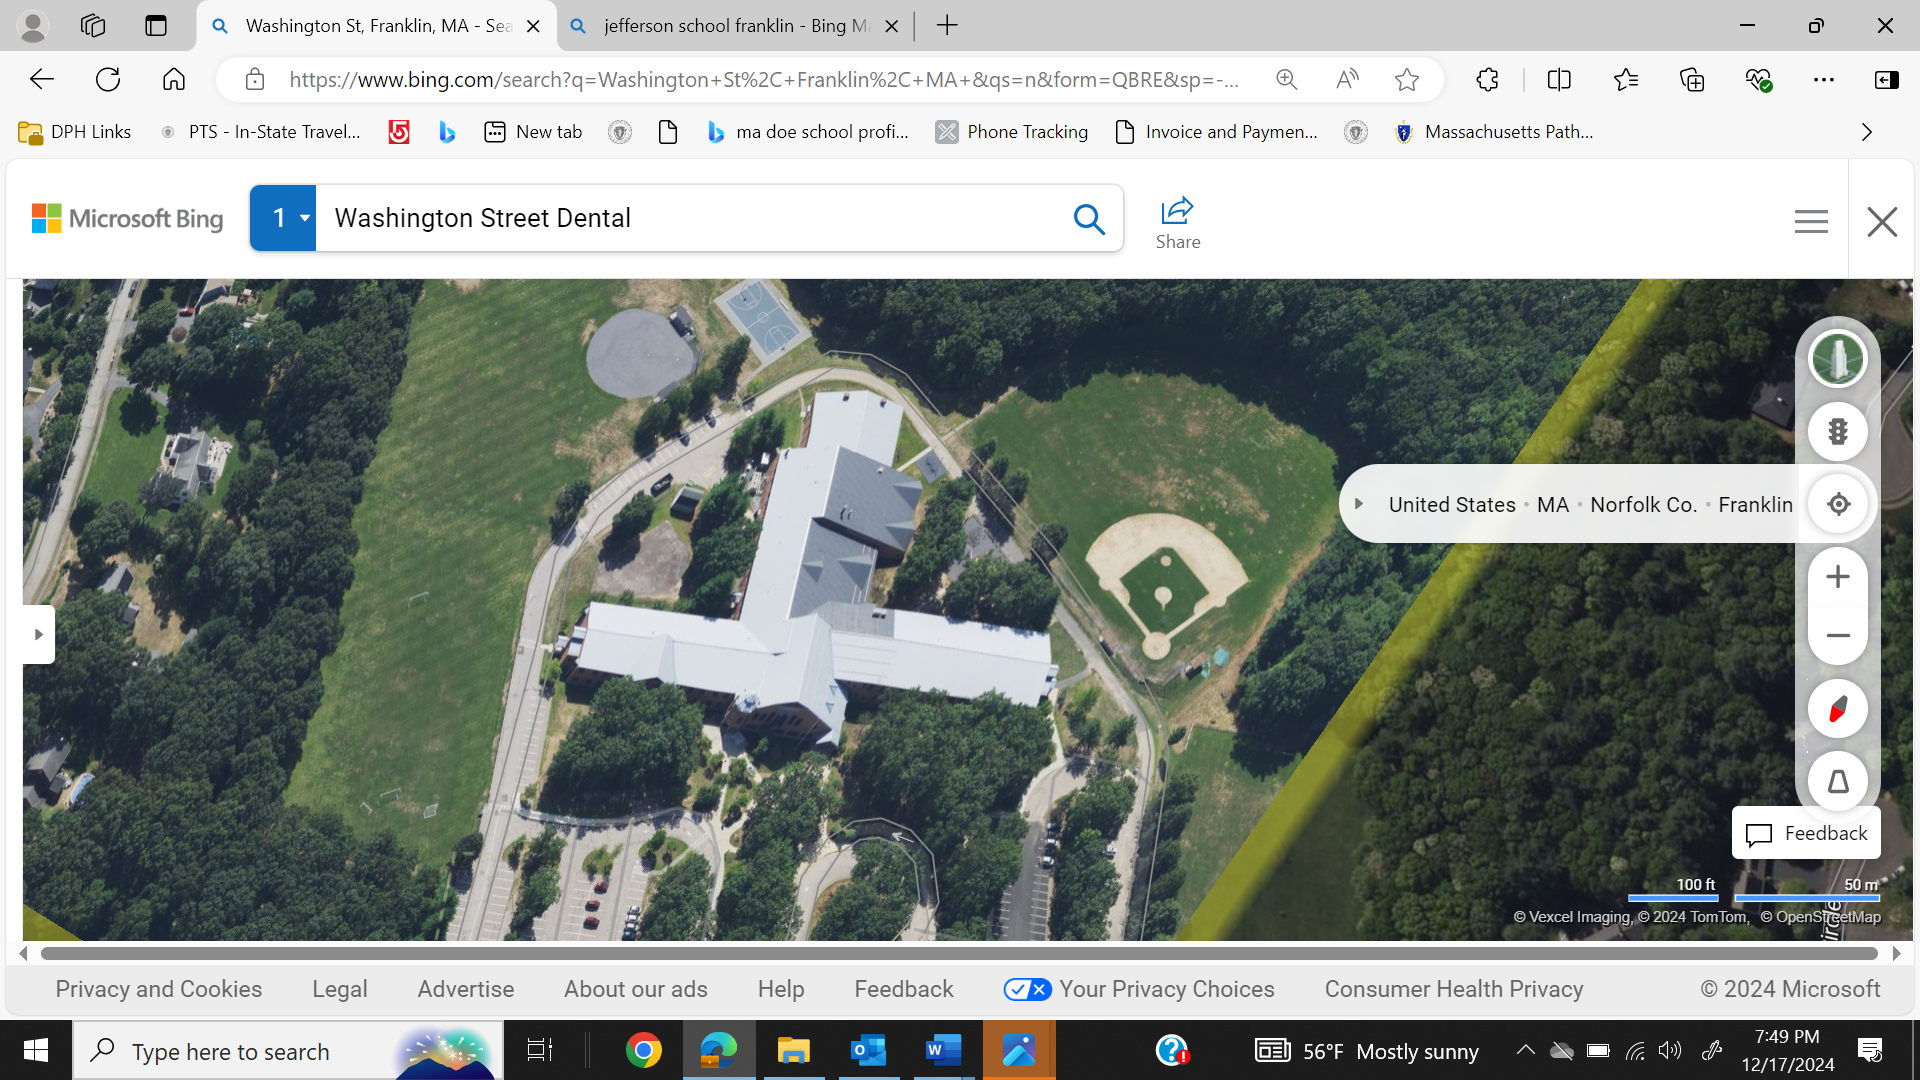 Washington St, Franklin, MA - Sea
jefferson school franklin - Bing Ma
https://www.bing.com/search?q=Washington+St%2C+Franklin%2C+MA+&qs=n&form=QBRE&sp=-...
DPH Links
PTS - In-State Travel...
New tab
ma doe school profi...
Phone Tracking
Invoice and Paymen...
Massachusetts Path...
Microsoft Bing
1
Washington Street Dental
Share
United States • MA • Norfolk Co. • Franklin
Feedback
100 ft
50 m
© Vexcel Imaging, © 2024 TomTom, © OpenStreetMap
Privacy and Cookies
Legal
Advertise
About our ads
Help
Feedback
Your Privacy Choices
Consumer Health Privacy
© 2024 Microsoft
Type here to search
56°F Mostly sunny
7:49 PM
12/17/2024